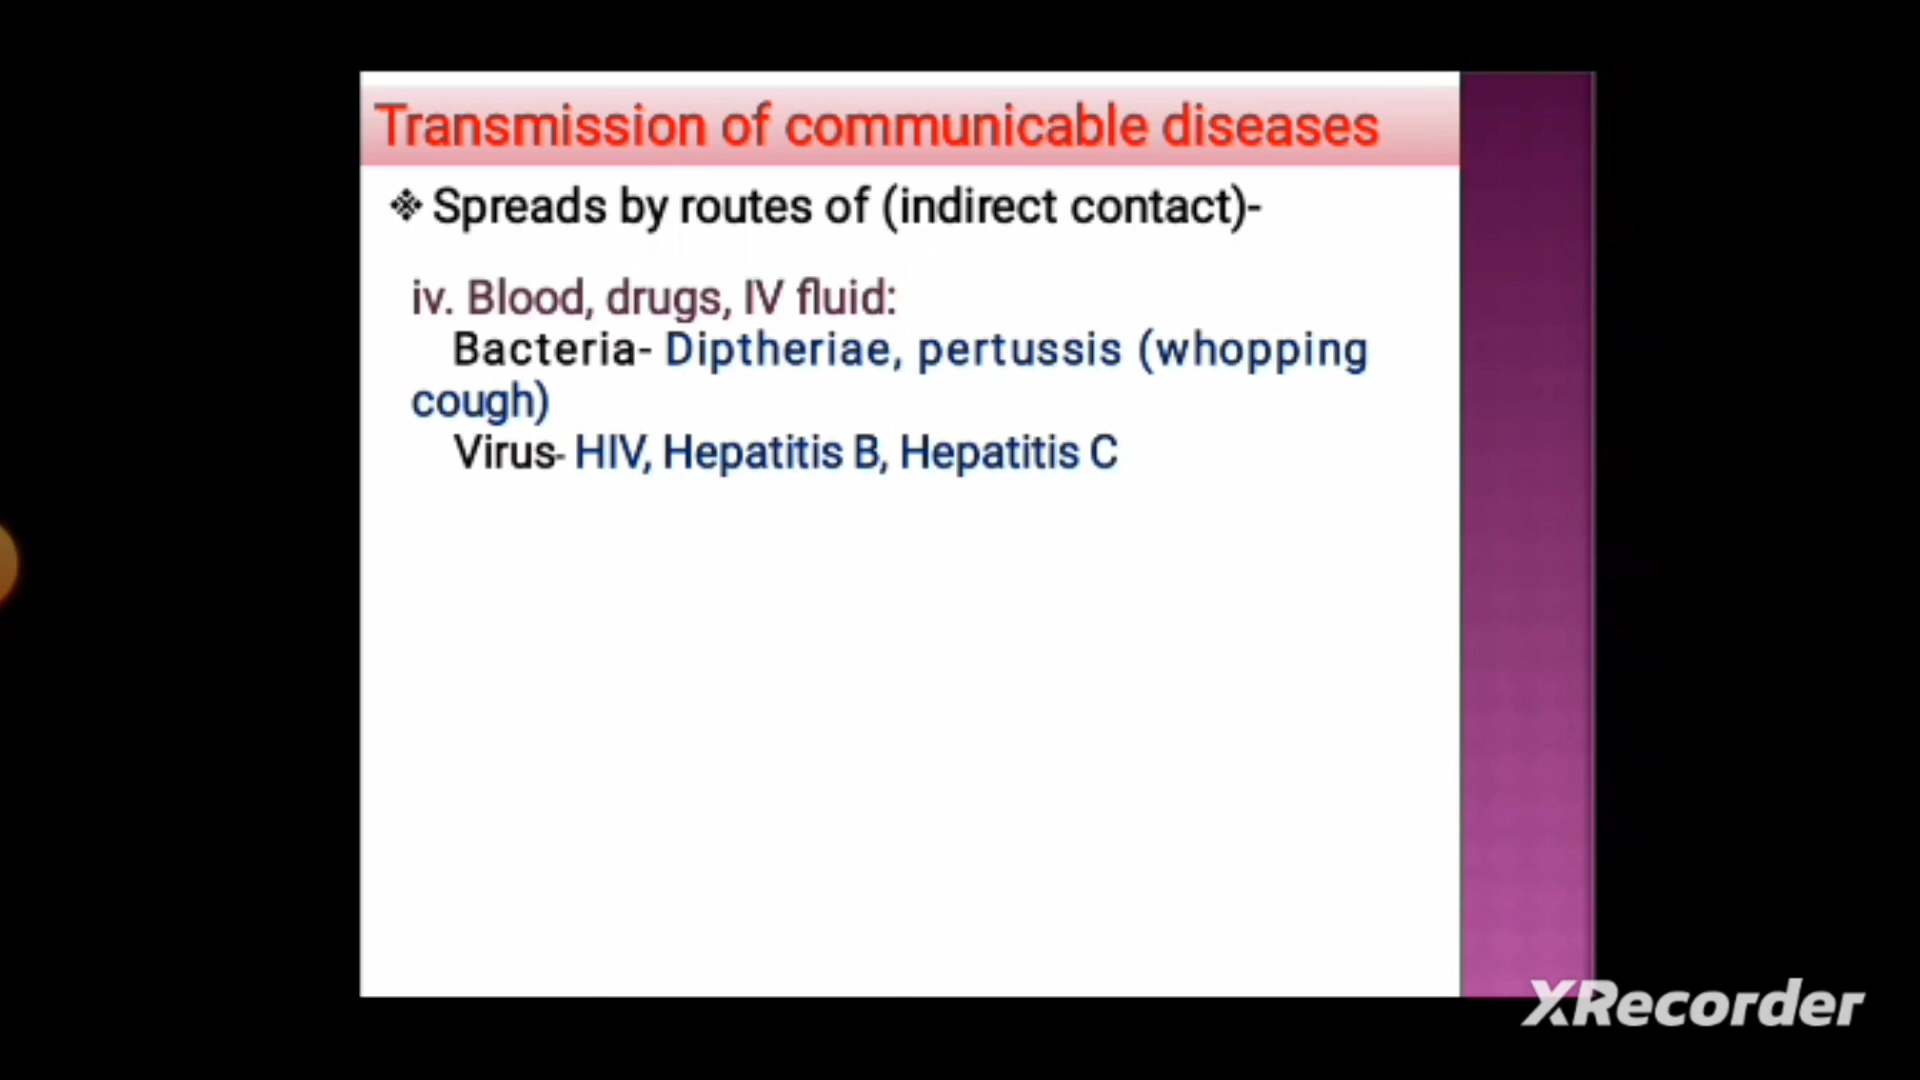 Transmission of communicable diseases
❖ Spreads by routes of (indirect contact)-
iv. Blood, drugs, IV fluid:
Bacteria- Diptheriae, pertussis (whopping
cough)
Virus- HIV, Hepatitis B, Hepatitis C
XRecorder